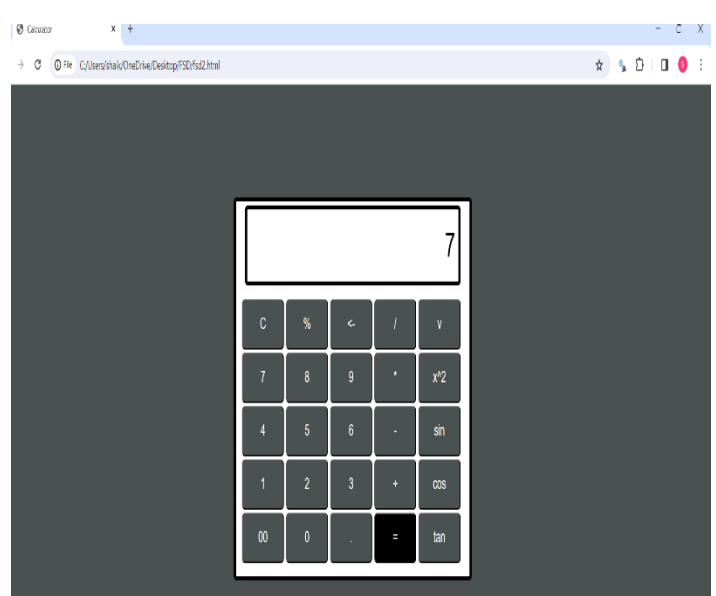 Calculator
File C:/Users/shaik/OneDrive/Desktop/FSD/fsd2.html
S
7
C % <- / v
7 8 9 * x^2
4 5 6 - sin
1 2 3 + cos
00 0 . = tan